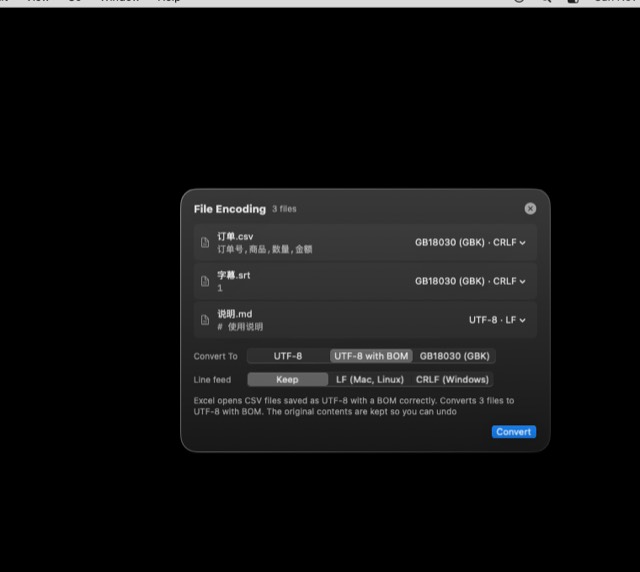 File Encoding 3 files
订单.csv
订单号,商品,数量,金额
GB18030 (GBK) · CRLF
字幕.srt
1
GB18030 (GBK) · CRLF
说明.md
# 使用说明
UTF-8 · LF
Convert To UTF-8 UTF-8 with BOM GB18030 (GBK)
Line feed Keep LF (Mac, Linux) CRLF (Windows)
Excel opens CSV files saved as UTF-8 with a BOM correctly. Converts 3 files to
UTF-8 with BOM. The original contents are kept so you can undo
Convert